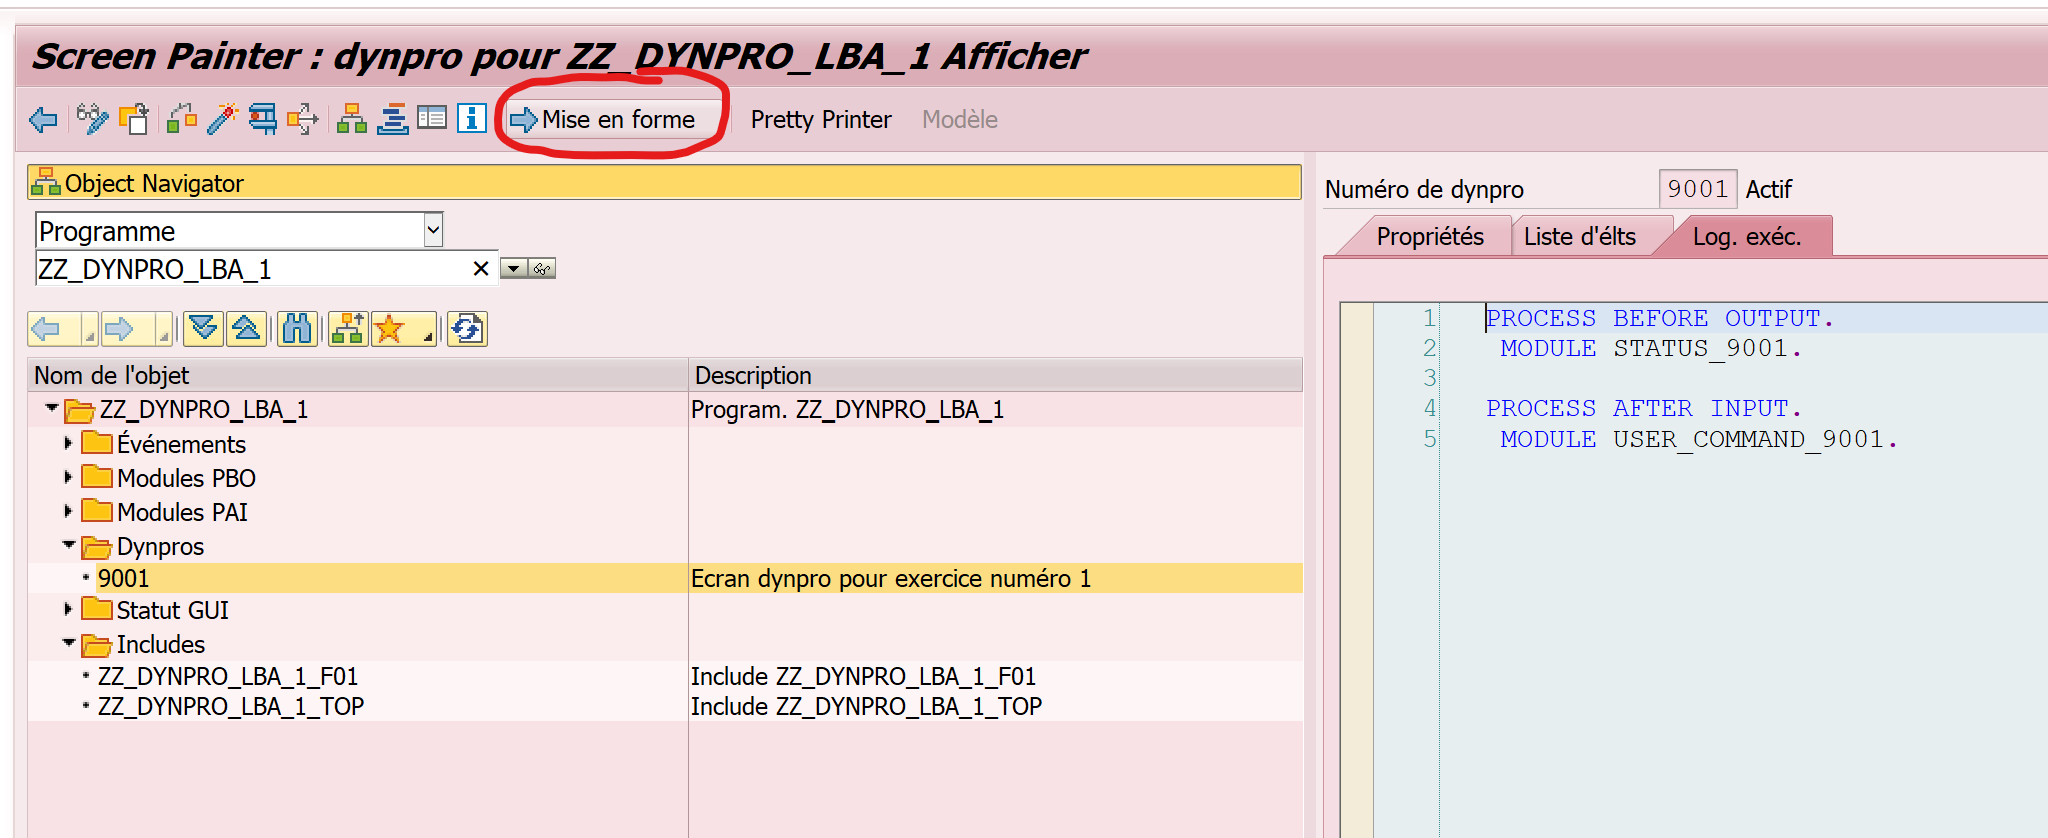 Screen Painter : dynpro pour ZZ_DYNPRO_LBA_1 Afficher
Mise en forme Pretty Printer Modèle
Object Navigator
Programme
ZZ_DYNPRO_LBA_1
Nom de l'objet Description
ZZ_DYNPRO_LBA_1 Program. ZZ_DYNPRO_LBA_1
Événements
Modules PBO
Modules PAI
Dynpros
9001 Ecran dynpro pour exercice numéro 1
Statut GUI
Includes
ZZ_DYNPRO_LBA_1_F01 Include ZZ_DYNPRO_LBA_1_F01
ZZ_DYNPRO_LBA_1_TOP Include ZZ_DYNPRO_LBA_1_TOP
Numéro de dynpro 9001 Actif
Propriétés Liste d'élts Log. exéc.
1 PROCESS BEFORE OUTPUT.
2 MODULE STATUS_9001.
3
4 PROCESS AFTER INPUT.
5 MODULE USER_COMMAND_9001.